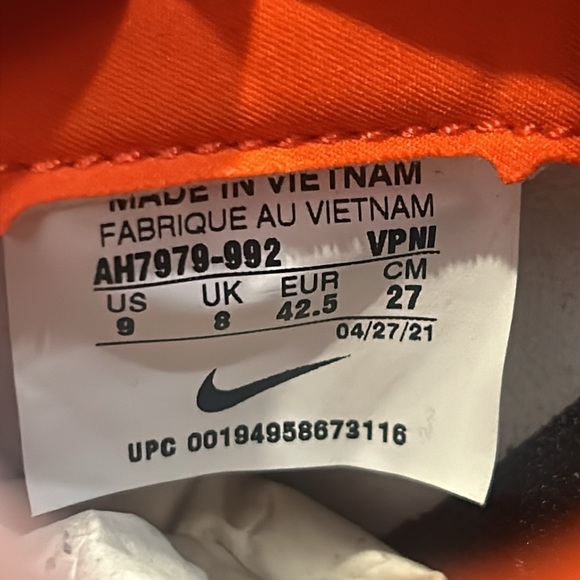 MADE IN VIETNAM
FABRIQUE AU VIETNAM
AH7979-992 VPNI
US UK EUR CM
9 8 42.5 27
04/27/21
UPC 00194958673116